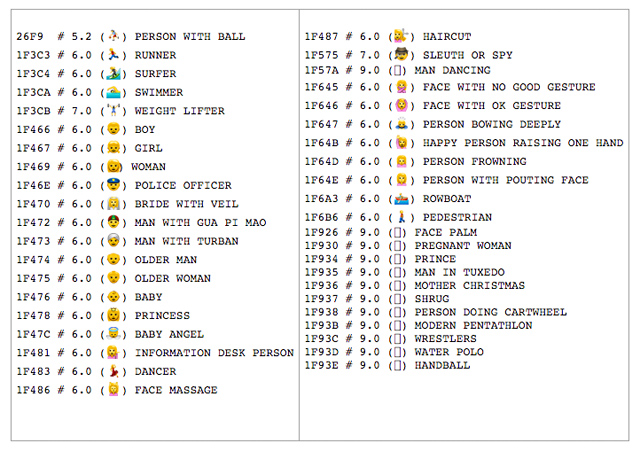 26F9 # 5.2 (⛹) PERSON WITH BALL
1F3C3 # 6.0 (🏃) RUNNER
1F3C4 # 6.0 (🏄) SURFER
1F3CA # 6.0 (🏊) SWIMMER
1F3CB # 7.0 (🏋) WEIGHT LIFTER
1F466 # 6.0 (👦) BOY
1F467 # 6.0 (👧) GIRL
1F469 # 6.0 (👩) WOMAN
1F46E # 6.0 (👮) POLICE OFFICER
1F470 # 6.0 (👰) BRIDE WITH VEIL
1F472 # 6.0 (👲) MAN WITH GUA PI MAO
1F473 # 6.0 (👳) MAN WITH TURBAN
1F474 # 6.0 (👴) OLDER MAN
1F475 # 6.0 (👵) OLDER WOMAN
1F476 # 6.0 (👶) BABY
1F478 # 6.0 (👸) PRINCESS
1F47C # 6.0 (👼) BABY ANGEL
1F481 # 6.0 (💁) INFORMATION DESK PERSON
1F483 # 6.0 (💃) DANCER
1F486 # 6.0 (💆) FACE MASSAGE
1F487 # 6.0 (💇) HAIRCUT
1F575 # 7.0 (🕵) SLEUTH OR SPY
1F57A # 9.0 (▯) MAN DANCING
1F645 # 6.0 (🙅) FACE WITH NO GOOD GESTURE
1F646 # 6.0 (🙆) FACE WITH OK GESTURE
1F647 # 6.0 (🙇) PERSON BOWING DEEPLY
1F64B # 6.0 (🙋) HAPPY PERSON RAISING ONE HAND
1F64D # 6.0 (🙍) PERSON FROWNING
1F64E # 6.0 (🙎) PERSON WITH POUTING FACE
1F6A3 # 6.0 (🚣) ROWBOAT
1F6B6 # 6.0 (🚶) PEDESTRIAN
1F926 # 9.0 (▯) FACE PALM
1F930 # 9.0 (▯) PREGNANT WOMAN
1F934 # 9.0 (▯) PRINCE
1F935 # 9.0 (▯) MAN IN TUXEDO
1F936 # 9.0 (▯) MOTHER CHRISTMAS
1F937 # 9.0 (▯) SHRUG
1F938 # 9.0 (▯) PERSON DOING CARTWHEEL
1F93B # 9.0 (▯) MODERN PENTATHLON
1F93C # 9.0 (▯) WRESTLERS
1F93D # 9.0 (▯) WATER POLO
1F93E # 9.0 (▯) HANDBALL